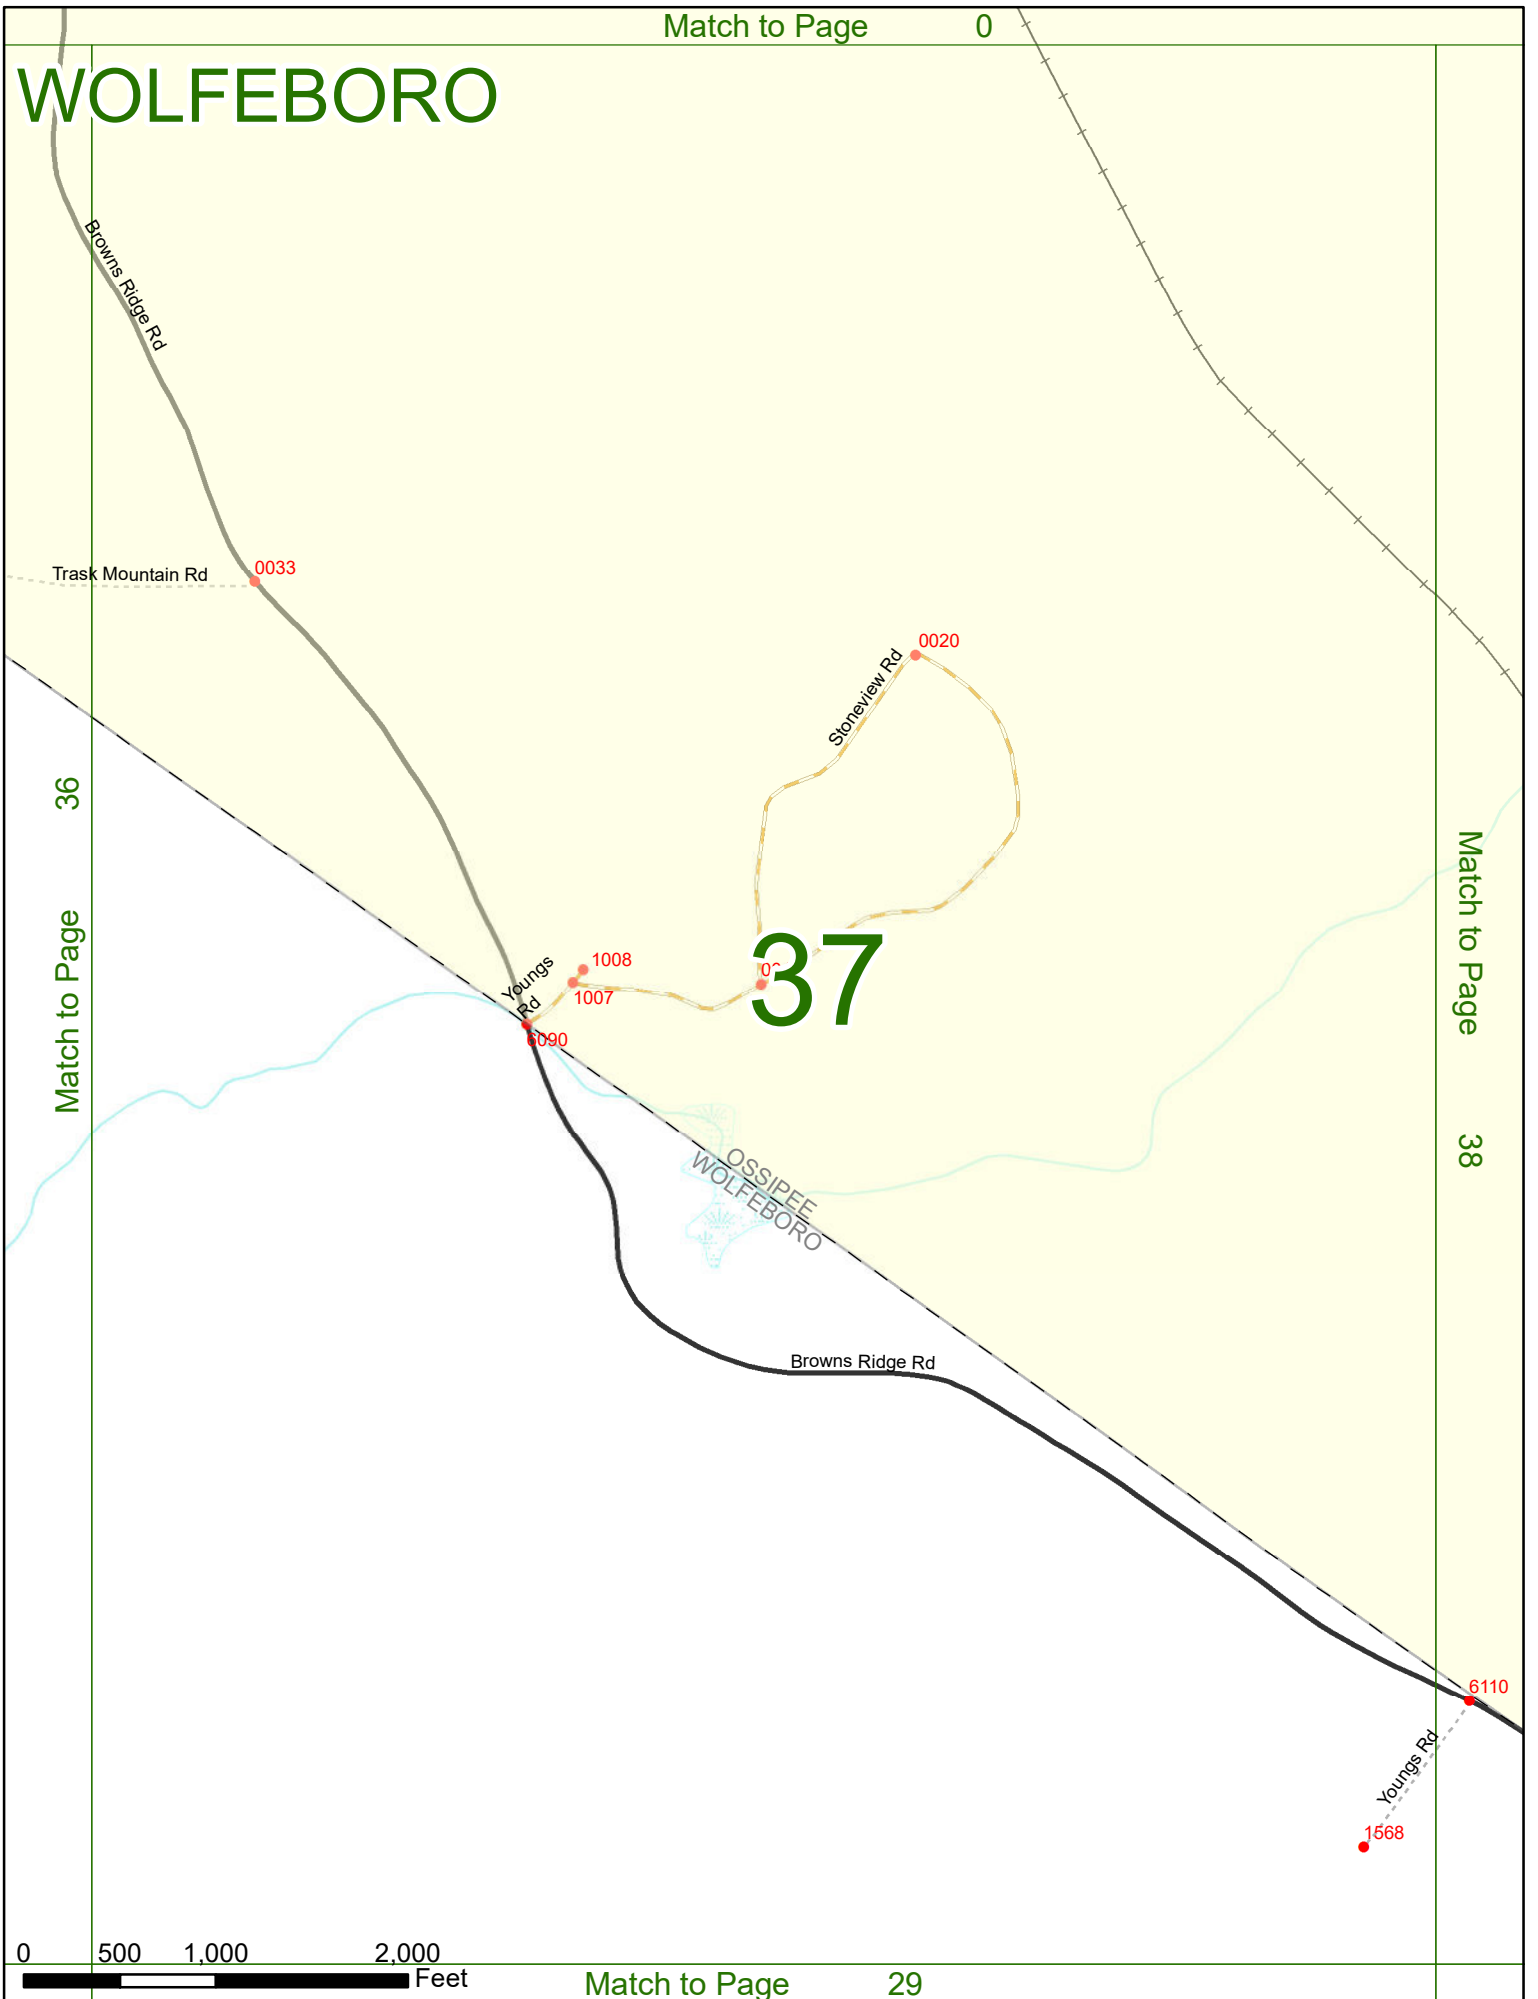 Match to Page 0
WOLFEBORO
Browns Ridge Rd
Trask Mountain Rd
0033
0020
Stoneview Rd
Match to Page 36
Match to Page 38
Youngs
Rd
1008
1007
6090
37
OSSIPEE
WOLFEBORO
Browns Ridge Rd
6110
Youngs Rd
1568
0 500 1,000 2,000
Feet
Match to Page 29